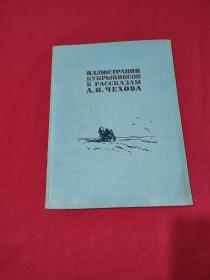 ИЛЛЮСТРАЦИИ
КУКРЫНИКСОВ
К РАССКАЗАМ
А.П. ЧЕХОВА